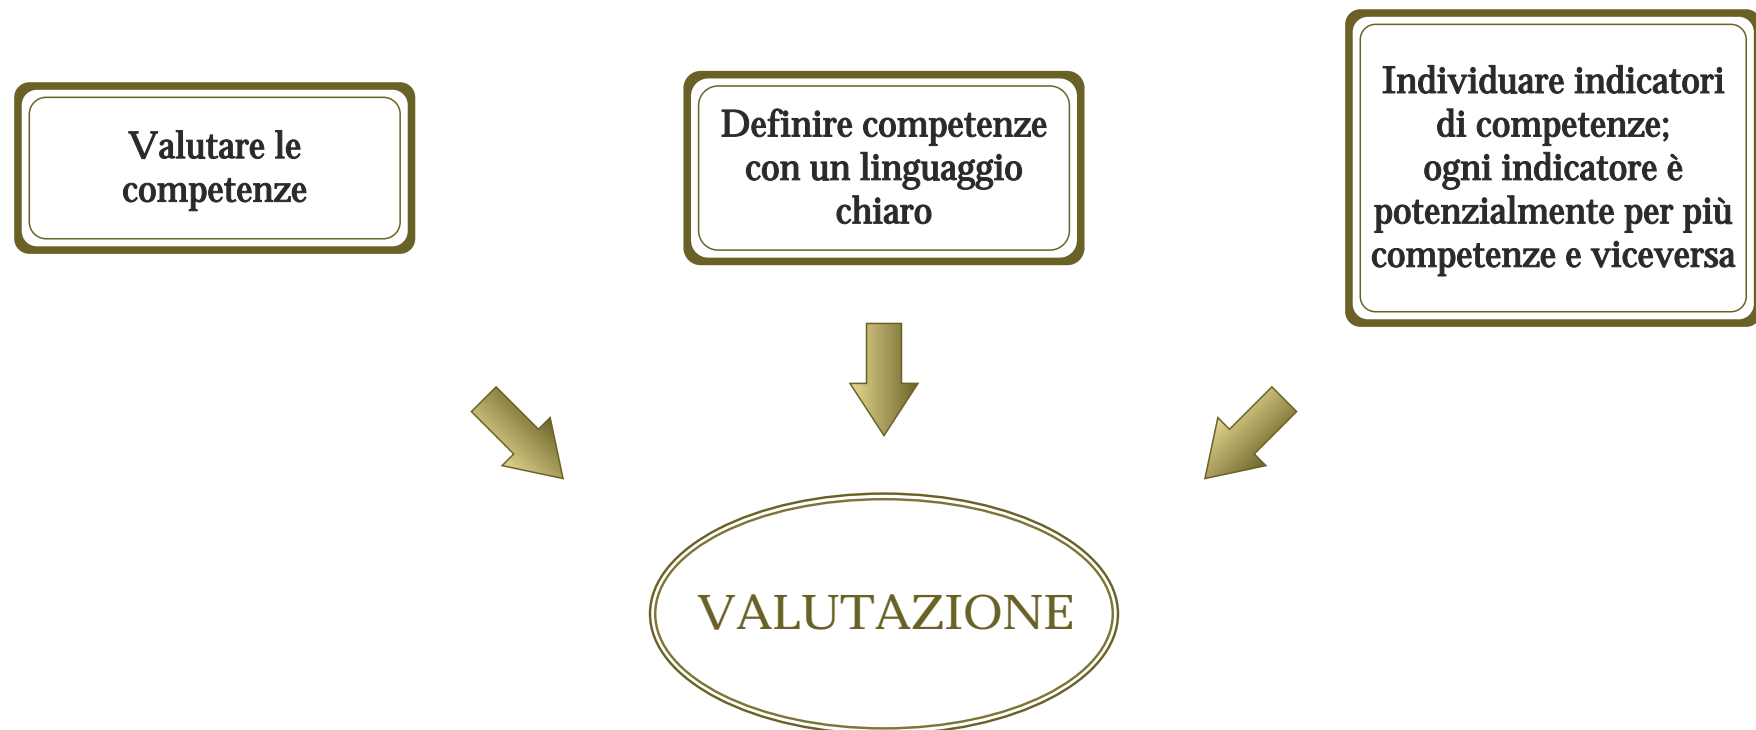 Valutare le
competenze
Definire competenze
con un linguaggio
chiaro
Individuare indicatori
di competenze;
ogni indicatore è
potenzialmente per più
competenze e viceversa
VALUTAZIONE